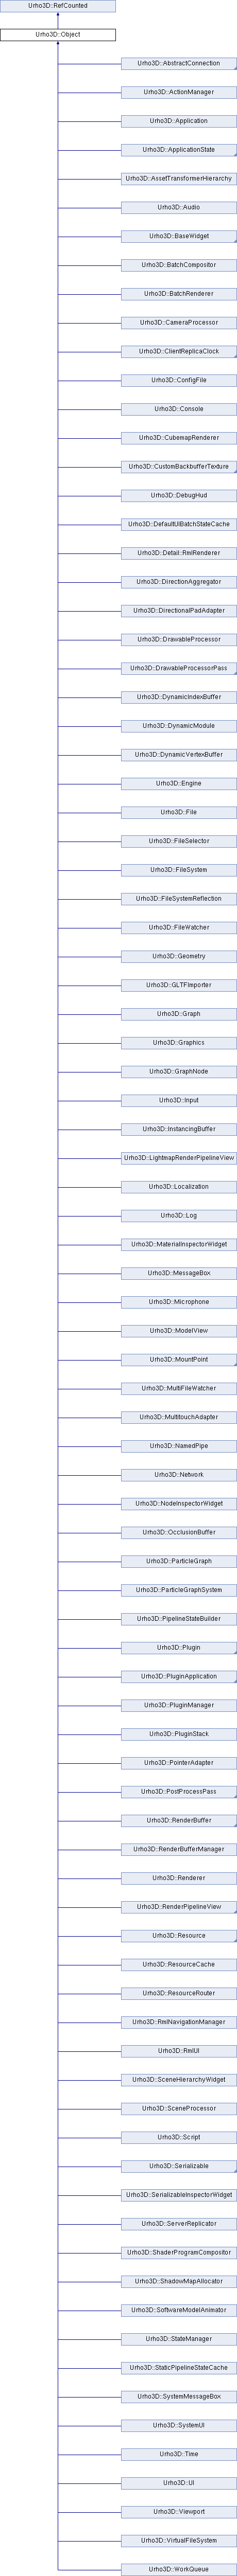 Urho3D::RefCounted
Urho3D::Object
Urho3D::AbstractConnection
Urho3D::ActionManager
Urho3D::Application
Urho3D::ApplicationState
Urho3D::AssetTransformerHierarchy
Urho3D::Audio
Urho3D::BaseWidget
Urho3D::BatchCompositor
Urho3D::BatchRenderer
Urho3D::CameraProcessor
Urho3D::ClientReplicaClock
Urho3D::ConfigFile
Urho3D::Console
Urho3D::CubemapRenderer
Urho3D::CustomBackbufferTexture
Urho3D::DebugHud
Urho3D::DefaultUIBatchStateCache
Urho3D::Detail::RmlRenderer
Urho3D::DirectionAggregator
Urho3D::DirectionalPadAdapter
Urho3D::DrawableProcessor
Urho3D::DrawableProcessorPass
Urho3D::DynamicIndexBuffer
Urho3D::DynamicModule
Urho3D::DynamicVertexBuffer
Urho3D::Engine
Urho3D::File
Urho3D::FileSelector
Urho3D::FileSystem
Urho3D::FileSystemReflection
Urho3D::FileWatcher
Urho3D::Geometry
Urho3D::GLTFImporter
Urho3D::Graph
Urho3D::Graphics
Urho3D::GraphNode
Urho3D::Input
Urho3D::InstancingBuffer
Urho3D::LightmapRenderPipelineView
Urho3D::Localization
Urho3D::Log
Urho3D::MaterialInspectorWidget
Urho3D::MessageBox
Urho3D::Microphone
Urho3D::ModelView
Urho3D::MountPoint
Urho3D::MultiFileWatcher
Urho3D::MultitouchAdapter
Urho3D::NamedPipe
Urho3D::Network
Urho3D::NodeInspectorWidget
Urho3D::OcclusionBuffer
Urho3D::ParticleGraph
Urho3D::ParticleGraphSystem
Urho3D::PipelineStateBuilder
Urho3D::Plugin
Urho3D::PluginApplication
Urho3D::PluginManager
Urho3D::PluginStack
Urho3D::PointerAdapter
Urho3D::PostProcessPass
Urho3D::RenderBuffer
Urho3D::RenderBufferManager
Urho3D::Renderer
Urho3D::RenderPipelineView
Urho3D::Resource
Urho3D::ResourceCache
Urho3D::ResourceRouter
Urho3D::RmlNavigationManager
Urho3D::RmlUI
Urho3D::SceneHierarchyWidget
Urho3D::SceneProcessor
Urho3D::Script
Urho3D::Serializable
Urho3D::SerializableInspectorWidget
Urho3D::ServerReplicator
Urho3D::ShaderProgramCompositor
Urho3D::ShadowMapAllocator
Urho3D::SoftwareModelAnimator
Urho3D::StateManager
Urho3D::StaticPipelineStateCache
Urho3D::SystemMessageBox
Urho3D::SystemUI
Urho3D::Time
Urho3D::UI
Urho3D::Viewport
Urho3D::VirtualFileSystem
Urho3D::WorkQueue